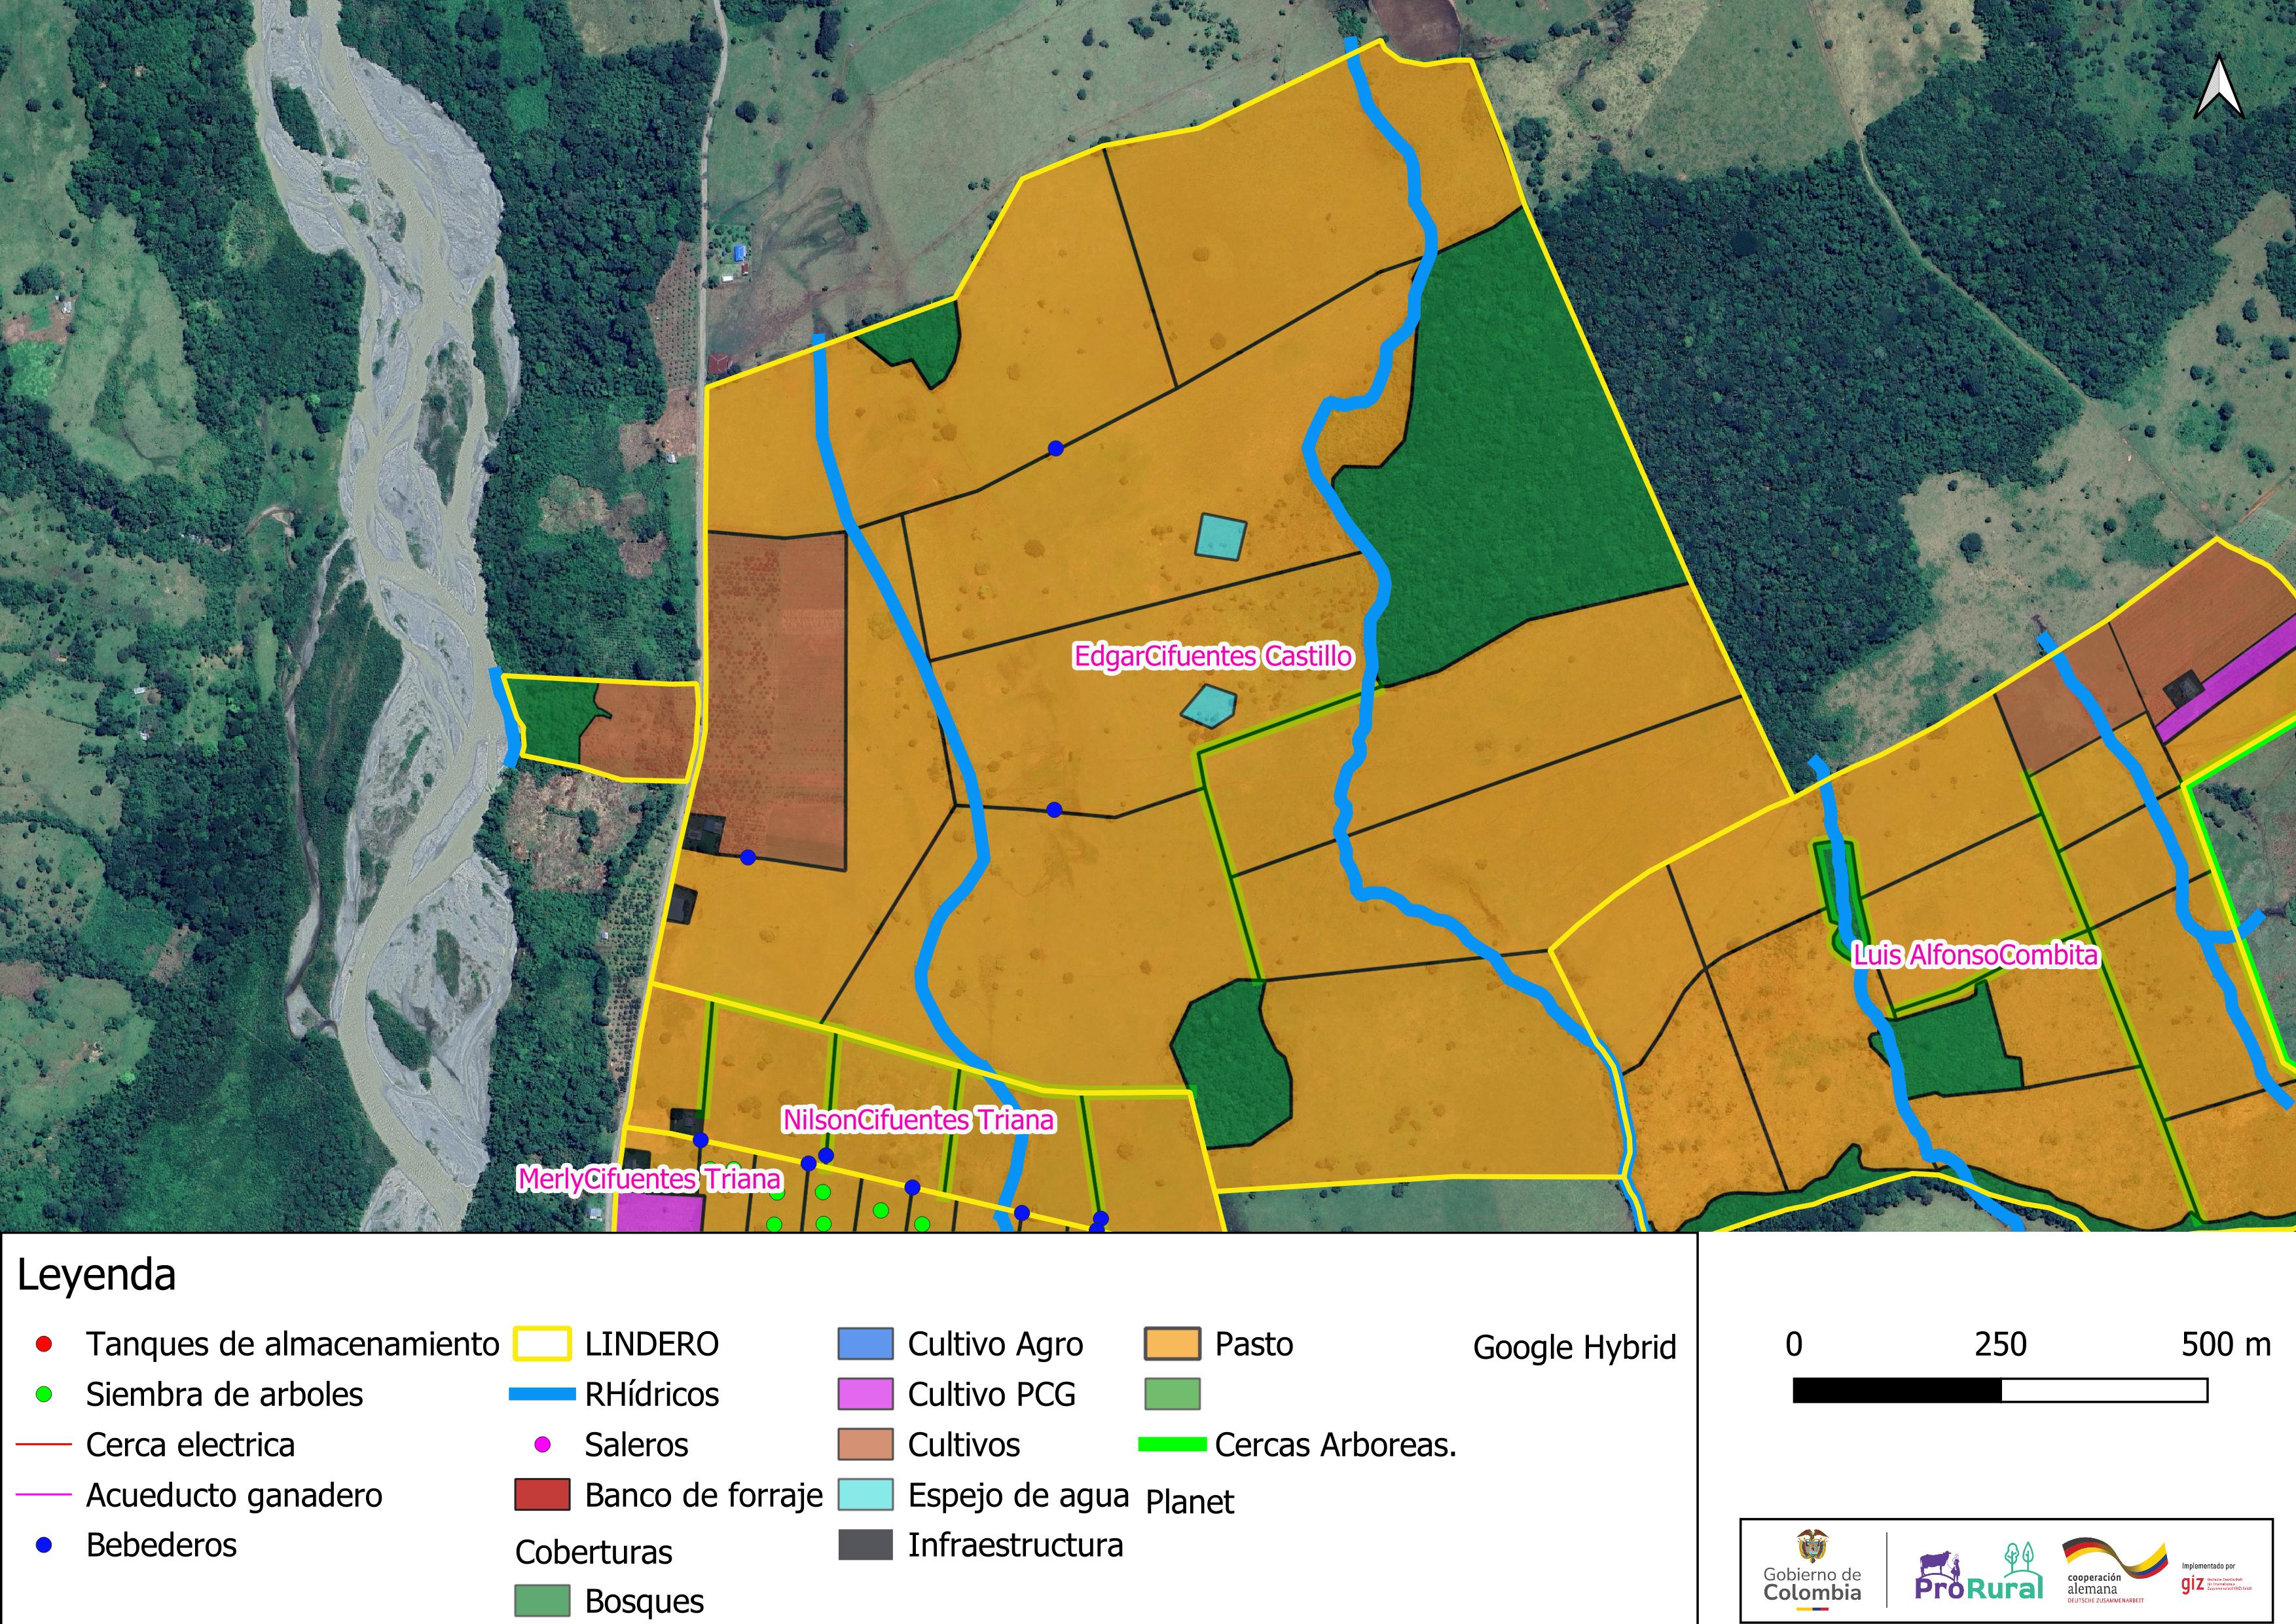 EdgarCifuentes Castillo
Luis AlfonsoCombita
NilsonCifuentes Triana
MerlyCifuentes Triana
Leyenda
Tanques de almacenamiento
Siembra de arboles
Cerca electrica
Acueducto ganadero
Bebederos
LINDERO
RHídricos
Saleros
Banco de forraje
Coberturas
Bosques
Cultivo Agro
Cultivo PCG
Cultivos
Espejo de agua
Infraestructura
Pasto
Cercas Arboreas.
Planet
Google Hybrid
0 250 500 m
Gobierno de
Colombia
ProRural
cooperación
alemana
DEUTSCHE ZUSAMMENARBEIT
Implementado por
giz